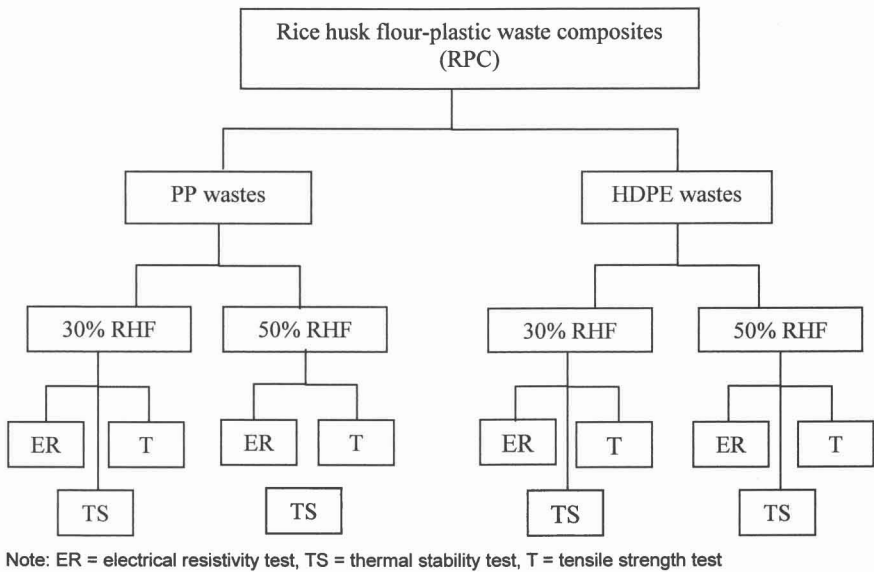 Rice husk flour-plastic waste composites
(RPC)
PP wastes
HDPE wastes
30% RHF
50% RHF
30% RHF
50% RHF
ER
T
ER
T
ER
T
ER
T
TS
TS
TS
TS
Note: ER = electrical resistivity test, TS = thermal stability test, T = tensile strength test